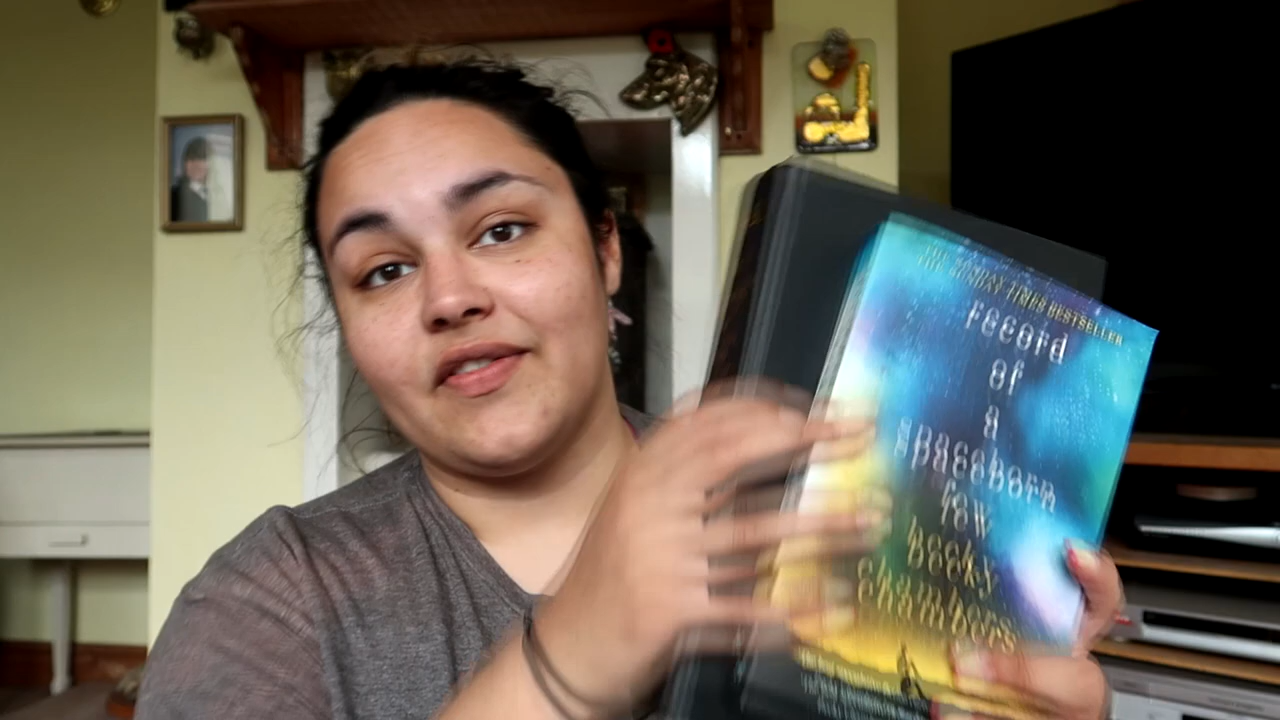 THE SUNDAY TIMES BESTSELLER
record
of
a
spaceborn
few
becky
chambers